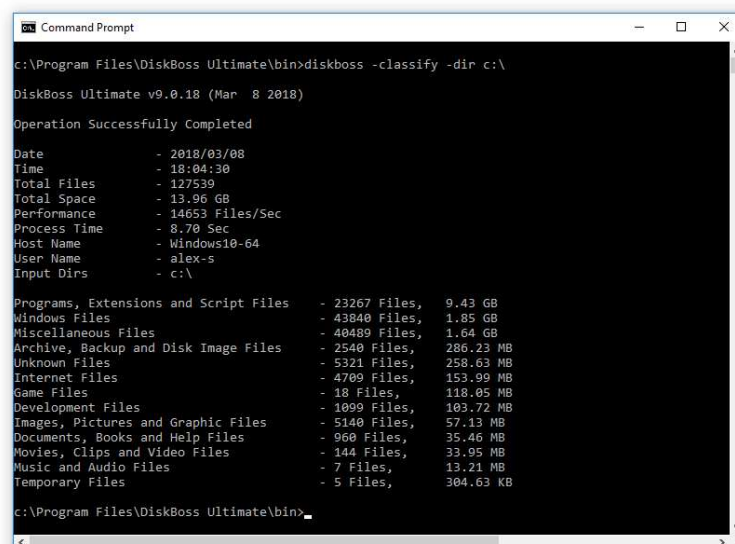 Command Prompt
c:\Program Files\DiskBoss Ultimate\bin>diskboss -classify -dir c:\
DiskBoss Ultimate v9.0.18 (Mar  8 2018)
Operation Successfully Completed
Date - 2018/03/08
Time - 18:04:30
Total Files - 127539
Total Space - 13.96 GB
Performance - 14653 Files/Sec
Process Time - 8.70 Sec
Host Name - Windows10-64
User Name - alex-s
Input Dirs - c:\
Programs, Extensions and Script Files - 23267 Files, 9.43 GB
Windows Files - 43840 Files, 1.85 GB
Miscellaneous Files - 40489 Files, 1.64 GB
Archive, Backup and Disk Image Files - 2540 Files, 286.23 MB
Unknown Files - 5321 Files, 258.63 MB
Internet Files - 4709 Files, 153.99 MB
Game Files - 18 Files, 118.05 MB
Development Files - 1099 Files, 103.72 MB
Images, Pictures and Graphic Files - 5140 Files, 57.13 MB
Documents, Books and Help Files - 960 Files, 35.46 MB
Movies, Clips and Video Files - 144 Files, 33.95 MB
Music and Audio Files - 7 Files, 13.21 MB
Temporary Files - 5 Files, 304.63 KB
c:\Program Files\DiskBoss Ultimate\bin>